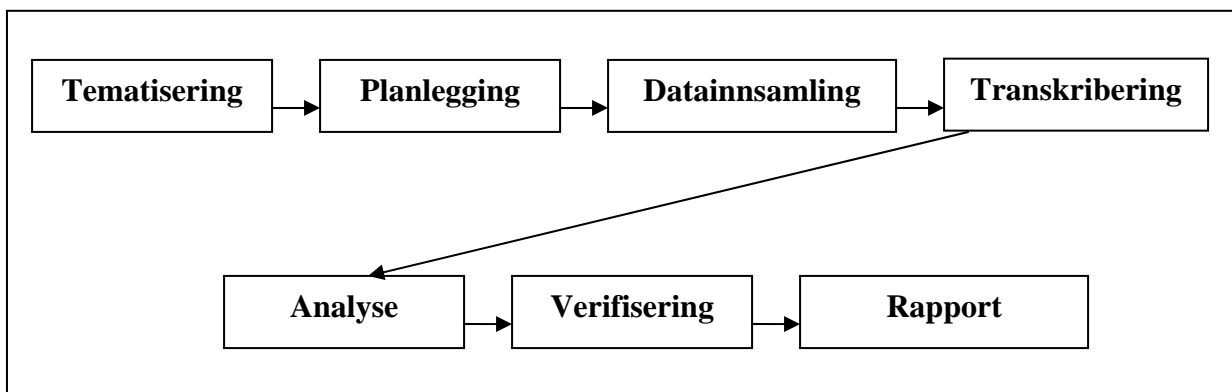 Tematisering
Planlegging
Datainnsamling
Transkribering
Analyse
Verifisering
Rapport